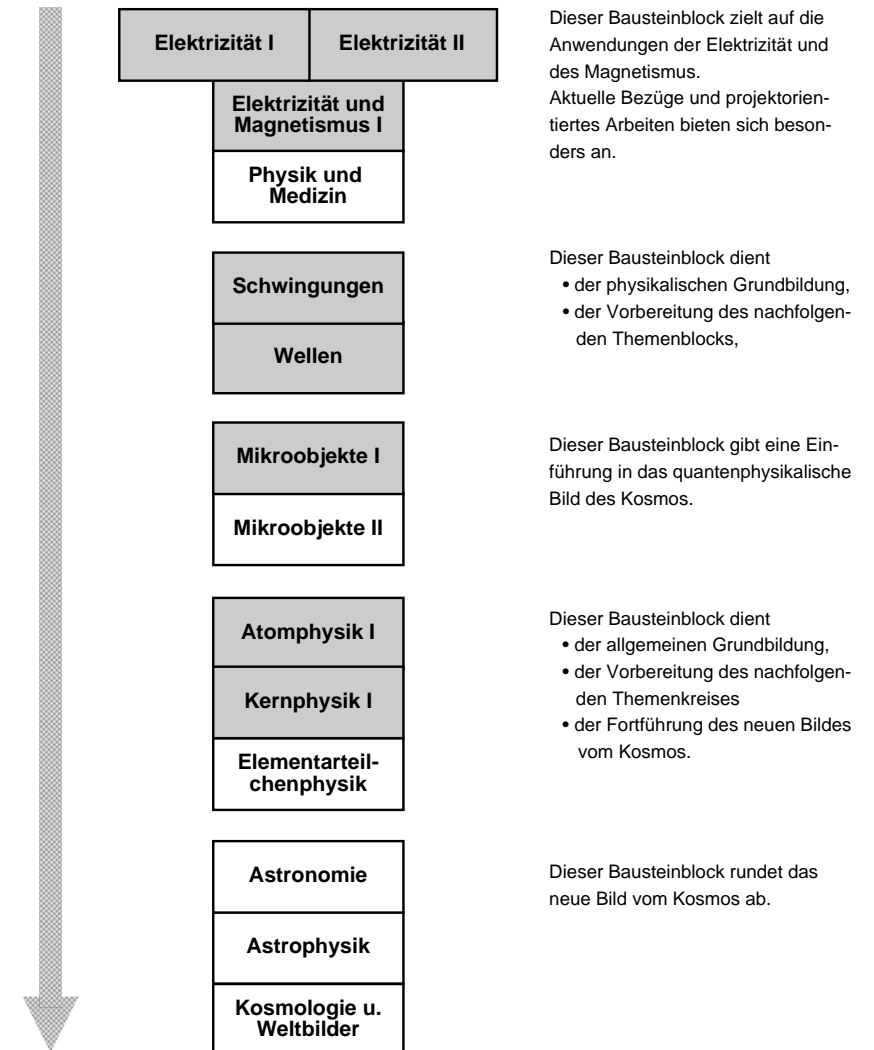 Elektrizität I
Elektrizität II
Elektrizität und
Magnetismus I
Physik und
Medizin
Dieser Bausteinblock zielt auf die
Anwendungen der Elektrizität und
des Magnetismus.
Aktuelle Bezüge und projektorien-
tiertes Arbeiten bieten sich beson-
ders an.
Schwingungen
Wellen
Dieser Bausteinblock dient
• der physikalischen Grundbildung,
• der Vorbereitung des nachfolgen-
den Themenblocks,
Mikroobjekte I
Mikroobjekte II
Dieser Bausteinblock gibt eine Ein-
führung in das quantenphysikalische
Bild des Kosmos.
Atomphysik I
Kernphysik I
Elementarteil-
chenphysik
Dieser Bausteinblock dient
• der allgemeinen Grundbildung,
• der Vorbereitung des nachfolgen-
den Themenkreises
• der Fortführung des neuen Bildes
vom Kosmos.
Astronomie
Astrophysik
Kosmologie u.
Weltbilder
Dieser Bausteinblock rundet das
neue Bild vom Kosmos ab.